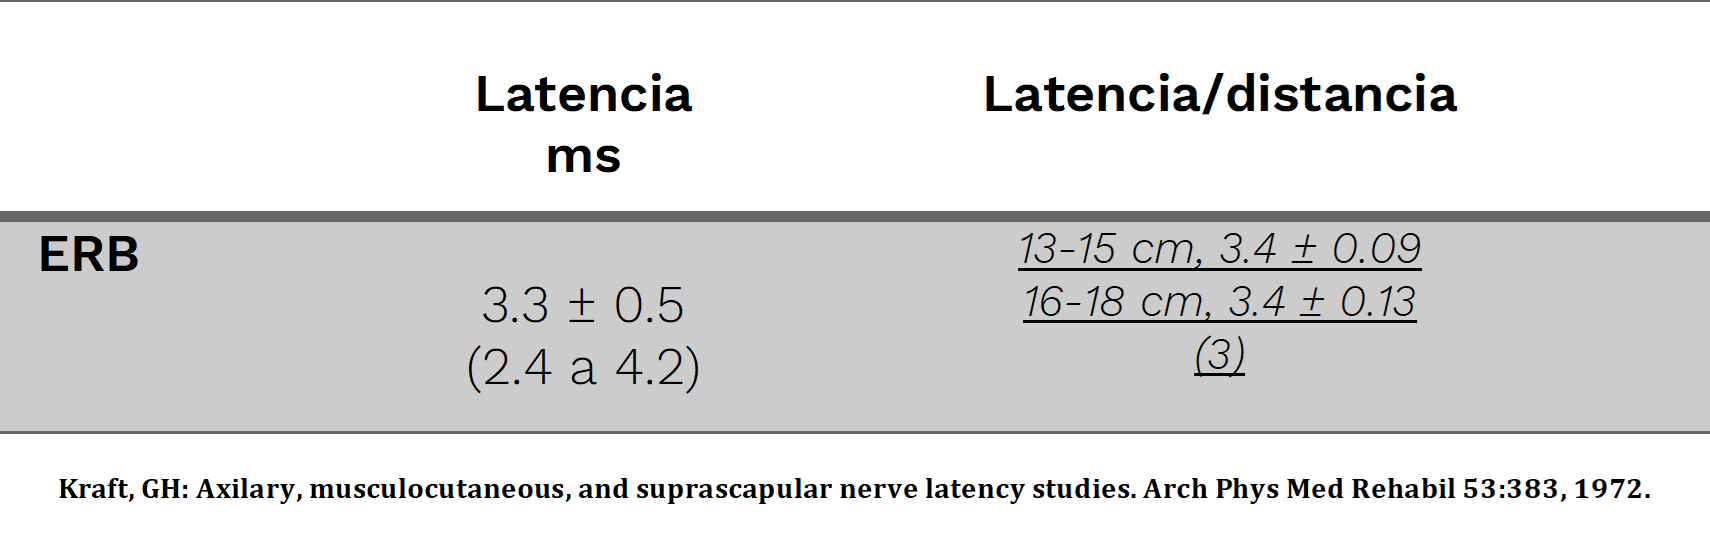 Latencia
ms
Latencia/distancia
ERB
3.3 ± 0.5
(2.4 a 4.2)
13-15 cm, 3.4 ± 0.09
16-18 cm, 3.4 ± 0.13
(3)
Kraft, GH: Axilary, musculocutaneous, and suprascapular nerve latency studies. Arch Phys Med Rehabil 53:383, 1972.